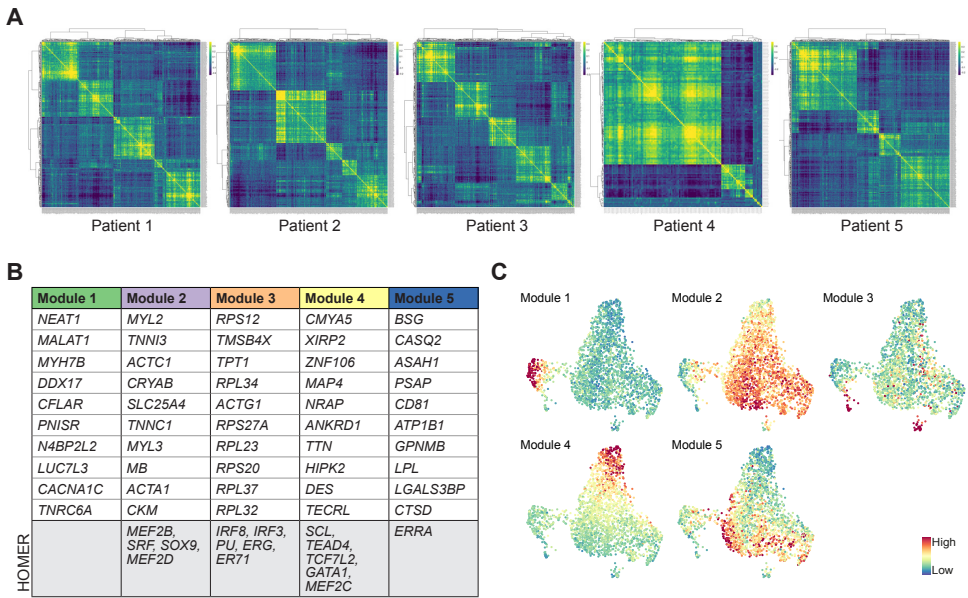 A
Patient 1
Patient 2
Patient 3
Patient 4
Patient 5
B
Module 1 Module 2 Module 3 Module 4 Module 5
NEAT1 MYL2 RPS12 CMYA5 BSG
MALAT1 TNNI3 TMSB4X XIRP2 CASQ2
MYH7B ACTC1 TPT1 ZNF106 ASAH1
DDX17 CRYAB RPL34 MAP4 PSAP
CFLAR SLC25A4 ACTG1 NRAP CD81
PNISR TNNC1 RPS27A ANKRD1 ATP1B1
N4BP2L2 MYL3 RPL23 TTN GPNMB
LUC7L3 MB RPS20 HIPK2 LPL
CACNA1C ACTA1 RPL37 DES LGALS3BP
TNRC6A CKM RPL32 TECRL CTSD
HOMER
MEF2B, IRF8, IRF3, SCL, ERRA
SRF, SOX9, PU, ERG, TEAD4,
MEF2D ER71 TCF7L2,
GATA1,
MEF2C
C
Module 1
Module 2
Module 3
Module 4
Module 5
High
Low